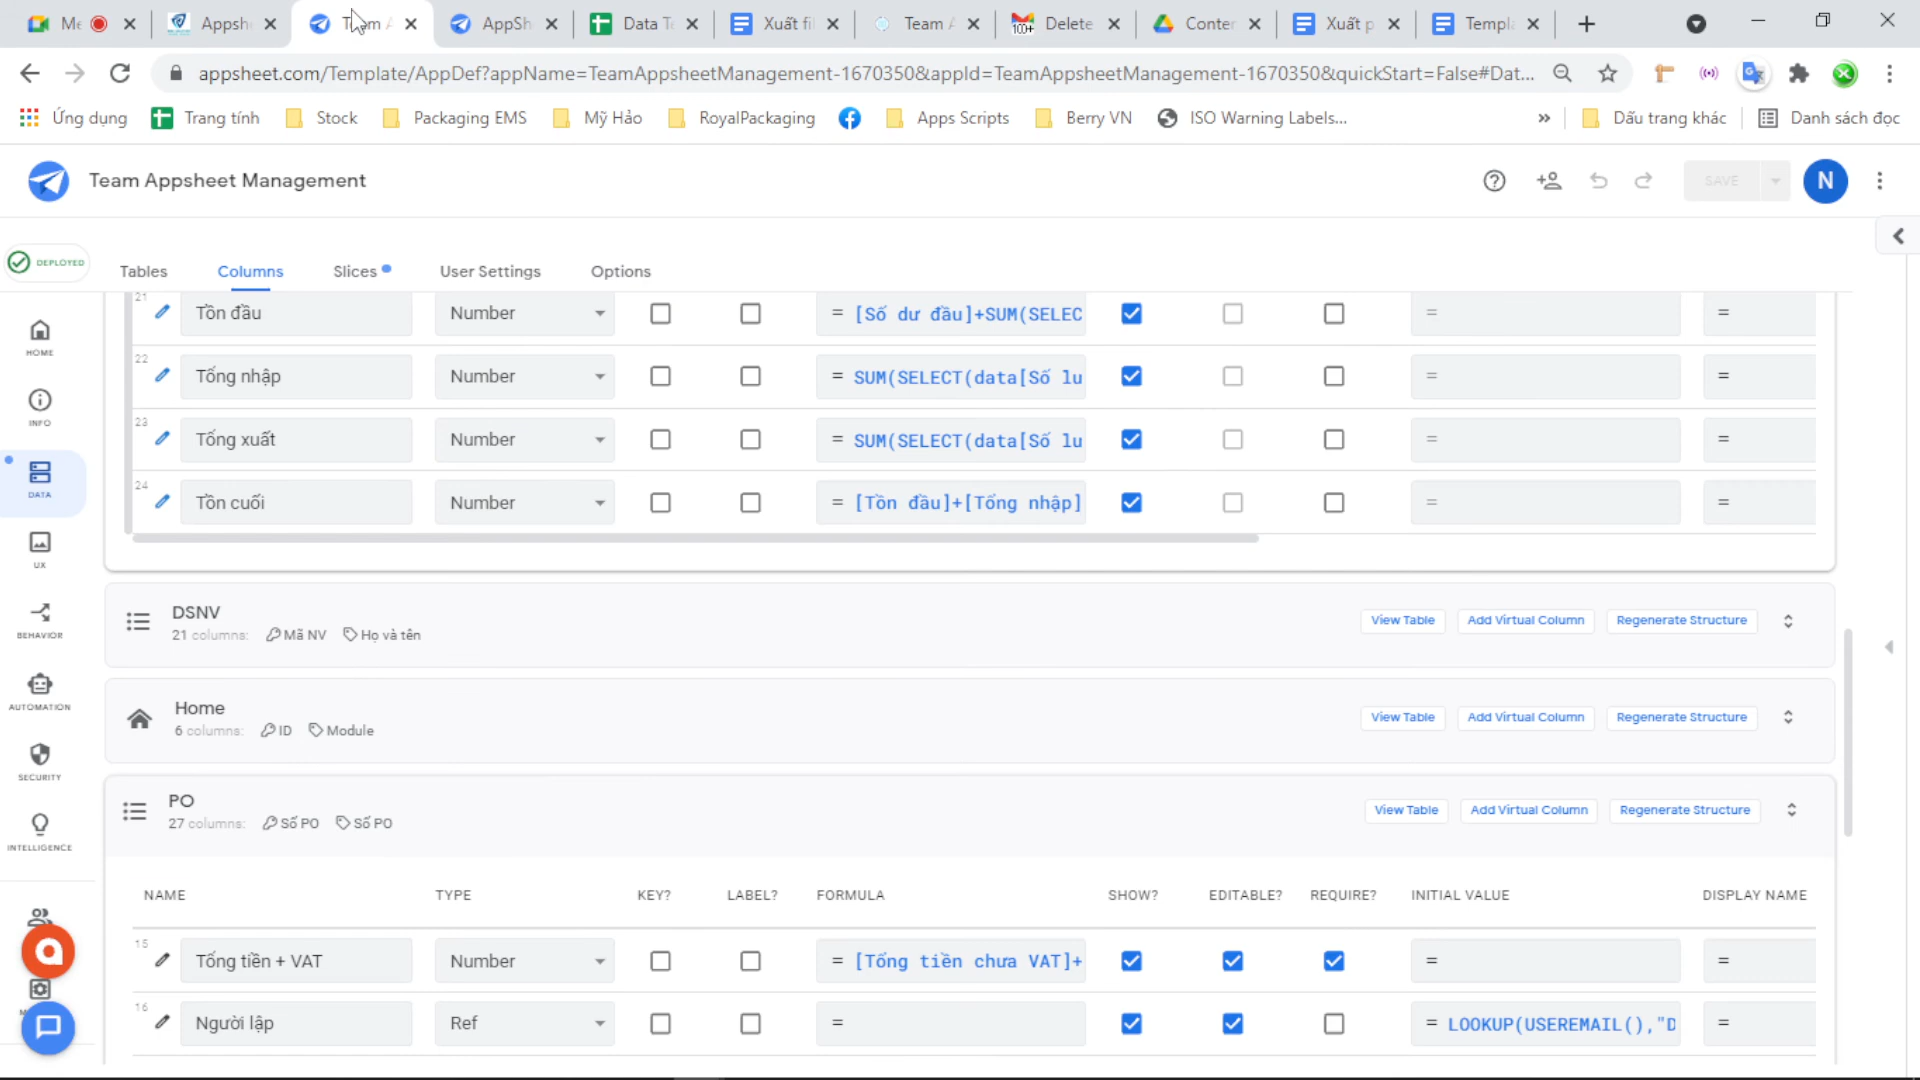 Me
Appshe
Team A
AppSh
Data Te
Xuất fi
Team A
100+
Delete
Conter
Xuất p
Templa
appsheet.com/Template/AppDef?appName=TeamAppsheetManagement-1670350&appId=TeamAppsheetManagement-1670350&quickStart=False#Dat...
Ứng dụng
Trang tính
Stock
Packaging EMS
Mỹ Hảo
RoyalPackaging
Apps Scripts
Berry VN
ISO Warning Labels...
»
Dấu trang khác
Danh sách đọc
Team Appsheet Management
SAVE
N
DEPLOYED
Tables
Columns
Slices
User Settings
Options
HOME
INFO
DATA
UX
BEHAVIOR
AUTOMATION
SECURITY
INTELLIGENCE
21 Tồn đầu Number = [Số dư đầu]+SUM(SELEC = =
22 Tổng nhập Number = SUM(SELECT(data[Số lu = =
23 Tổng xuất Number = SUM(SELECT(data[Số lu = =
24 Tồn cuối Number = [Tồn đầu]+[Tổng nhập] = =
DSNV
21 columns: Mã NV Họ và tên
View Table Add Virtual Column Regenerate Structure
Home
6 columns: ID Module
View Table Add Virtual Column Regenerate Structure
PO
27 columns: Số PO Số PO
View Table Add Virtual Column Regenerate Structure
NAME TYPE KEY? LABEL? FORMULA SHOW? EDITABLE? REQUIRE? INITIAL VALUE DISPLAY NAME
15 Tổng tiền + VAT Number = [Tổng tiền chưa VAT]+ = =
16 Người lập Ref = = LOOKUP(USEREMAIL(),"D =